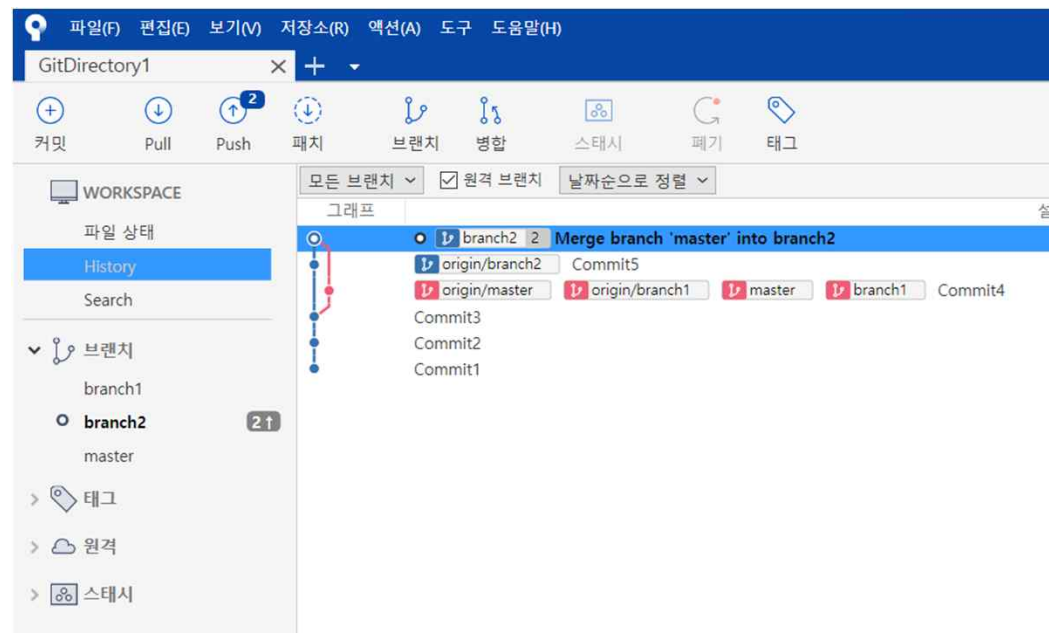 파일(F) 편집(E) 보기(V) 저장소(R) 액션(A) 도구 도움말(H)
GitDirectory1
2
커밋 Pull Push 패치 브랜치 병합 스태시 폐기 태그
WORKSPACE
파일 상태
History
Search
브랜치
branch1
branch2 2↑
master
태그
원격
스태시
모든 브랜치 원격 브랜치 날짜순으로 정렬
그래프 설
branch2 2 Merge branch 'master' into branch2
origin/branch2 Commit5
origin/master origin/branch1 master branch1 Commit4
Commit3
Commit2
Commit1